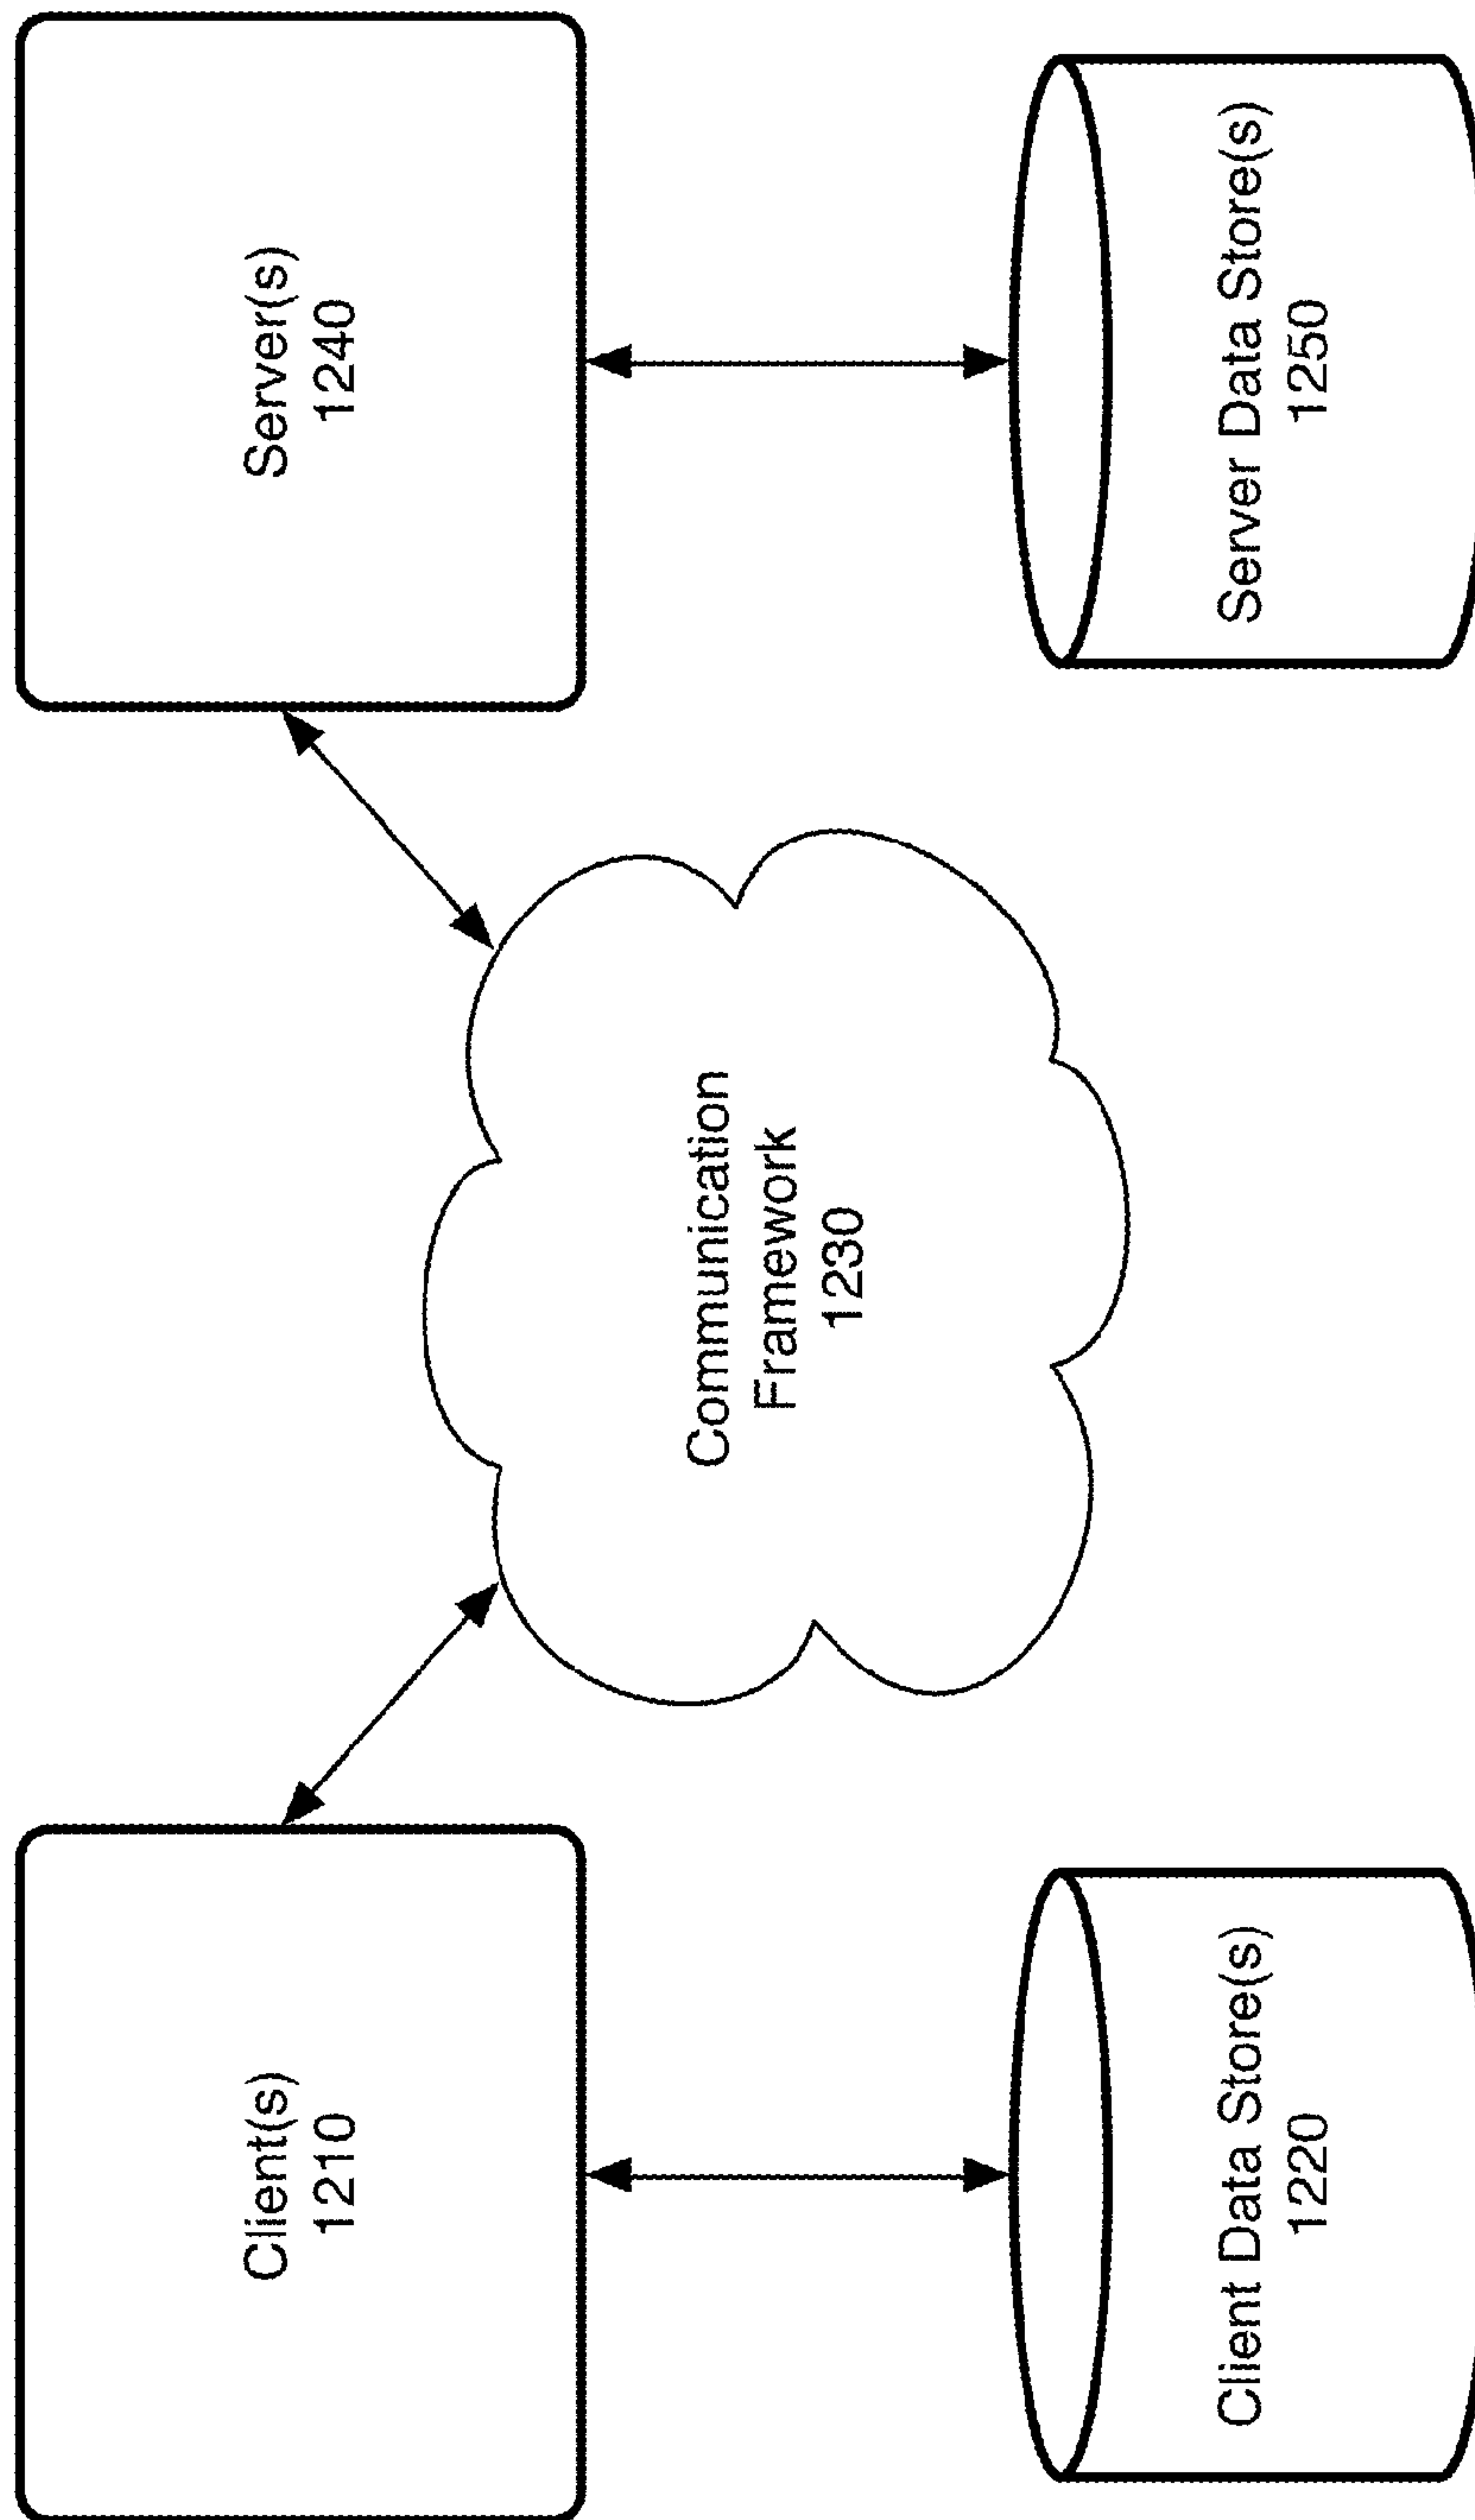 Client(s)
1210
Server(s)
1240
Communication
Framework
1230
Client Data Store(s)
1220
Server Data Store(s)
1250